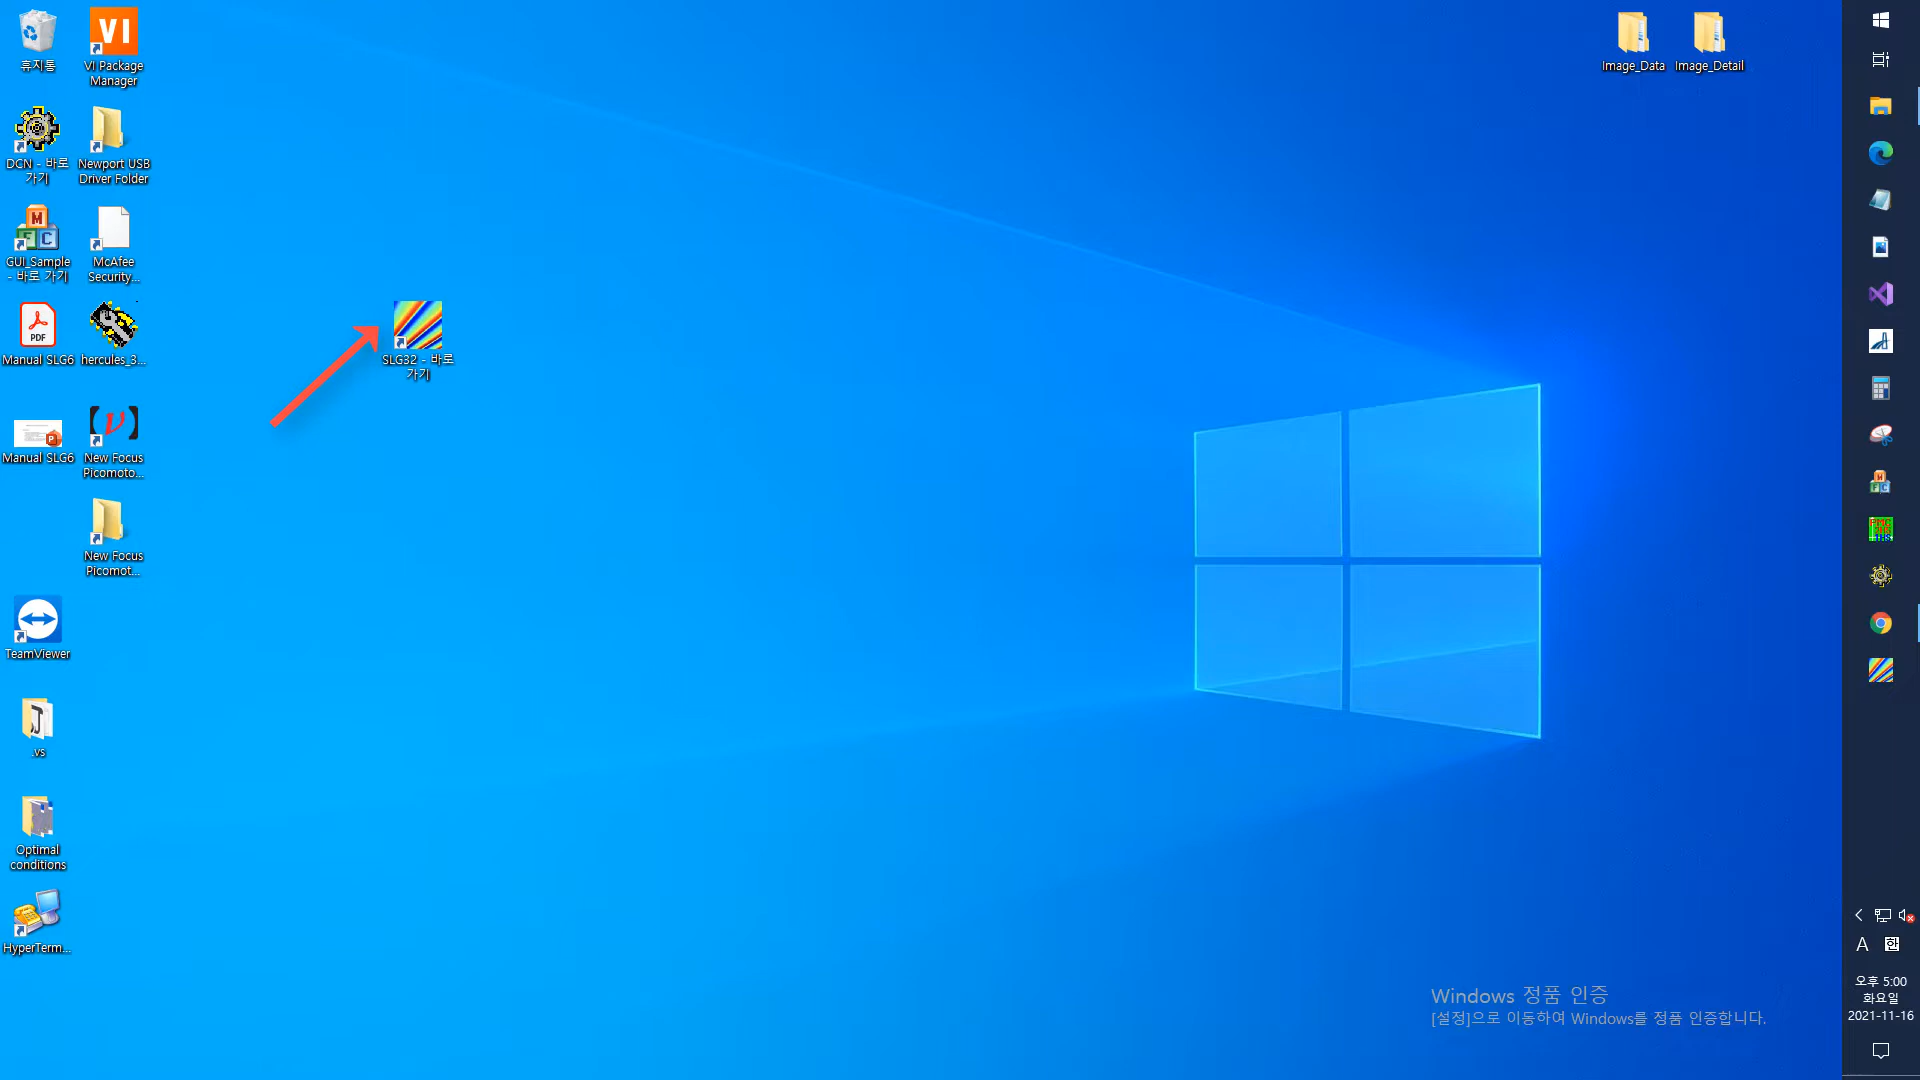 휴지통
VI
VI Package
Manager
DCN - 바로
가기
Newport USB
Driver Folder
M
F C
GUI_Sample
- 바로 가기
McAfee
Security...
PDF
Manual SLG6
hercules_3...
P
Manual SLG6
New Focus
Picomoto...
New Focus
Picomot...
TeamViewer
.vs
Optimal
conditions
HyperTerm...
SLG32 - 바로
가기
Image_Data
Image_Detail
Windows 정품 인증
[설정]으로 이동하여 Windows를 정품 인증합니다.
A 한
오후 5:00
화요일
2021-11-16